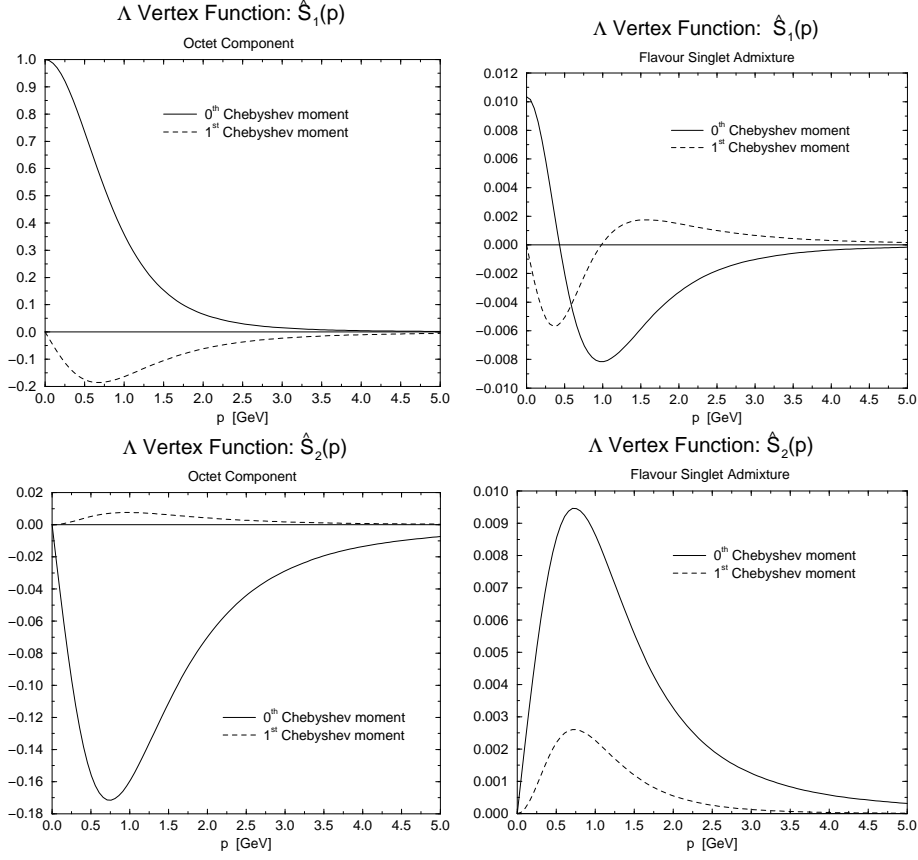 Λ Vertex Function: Ŝ1(p)
Octet Component
1.0
0.9
0.8
0.7
0.6
0.5
0.4
0.3
0.2
0.1
0.0
−0.1
−0.2
0th Chebyshev moment
1st Chebyshev moment
0.0 0.5 1.0 1.5 2.0 2.5 3.0 3.5 4.0 4.5 5.0
p [GeV]
Λ Vertex Function: Ŝ1(p)
Flavour Singlet Admixture
0.012
0.010
0.008
0.006
0.004
0.002
0.000
−0.002
−0.004
−0.006
−0.008
−0.010
0th Chebyshev moment
1st Chebyshev moment
0.0 0.5 1.0 1.5 2.0 2.5 3.0 3.5 4.0 4.5 5.0
p [GeV]
Λ Vertex Function: Ŝ2(p)
Octet Component
0.02
0.00
−0.02
−0.04
−0.06
−0.08
−0.10
−0.12
−0.14
−0.16
−0.18
0th Chebyshev moment
1st Chebyshev moment
0.0 0.5 1.0 1.5 2.0 2.5 3.0 3.5 4.0 4.5 5.0
p [GeV]
Λ Vertex Function: Ŝ2(p)
Flavour Singlet Admixture
0.010
0.009
0.008
0.007
0.006
0.005
0.004
0.003
0.002
0.001
0.000
0th Chebyshev moment
1st Chebyshev moment
0.0 0.5 1.0 1.5 2.0 2.5 3.0 3.5 4.0 4.5 5.0
p [GeV]